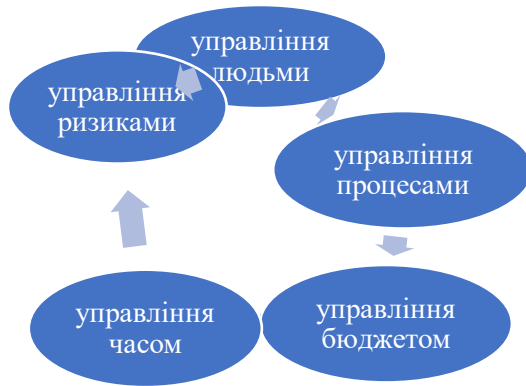 управління
людьми
управління
ризиками
управління
процесами
управління
часом
управління
бюджетом